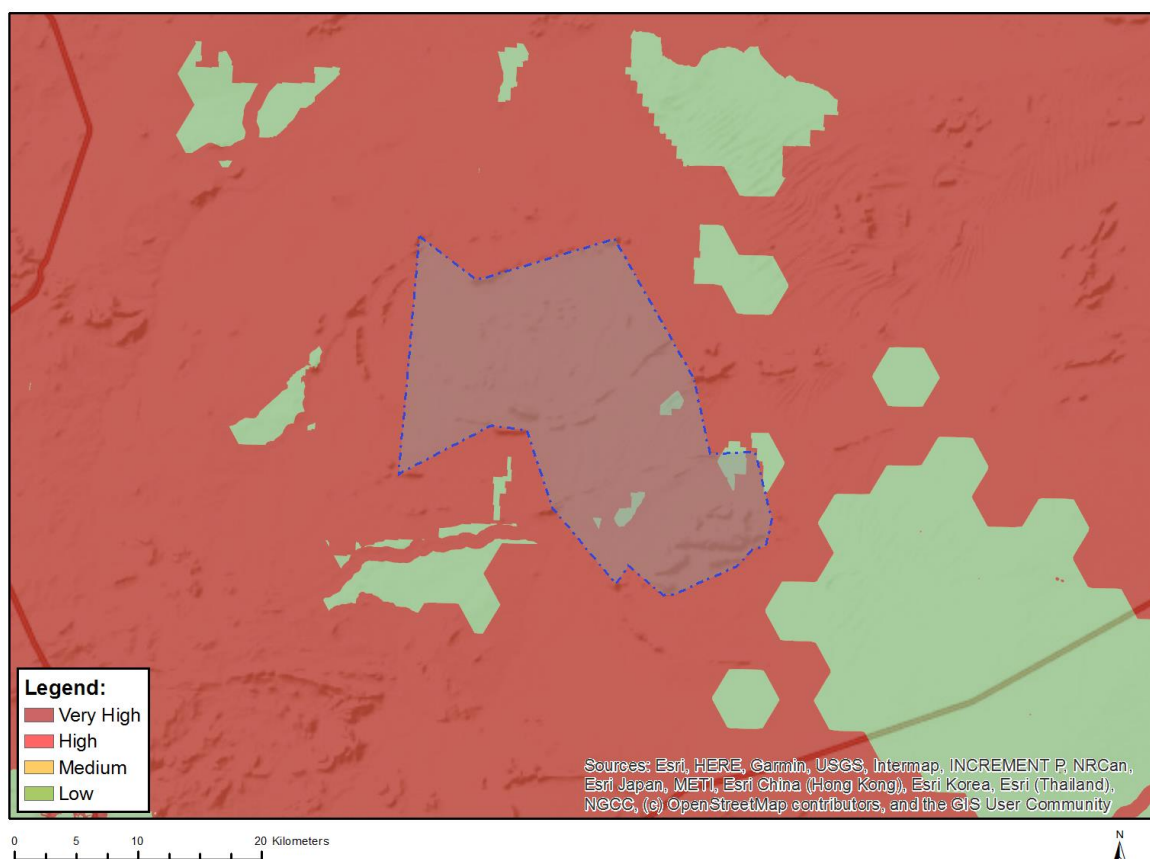 Legend:
Very High
High
Medium
Low
Sources: Esri, HERE, Garmin, USGS, Intermap, INCREMENT P, NRCan,
Esri Japan, METI, Esri China (Hong Kong), Esri Korea, Esri (Thailand),
NGCC, (c) OpenStreetMap contributors, and the GIS User Community
0 5 10 20 Kilometers
N